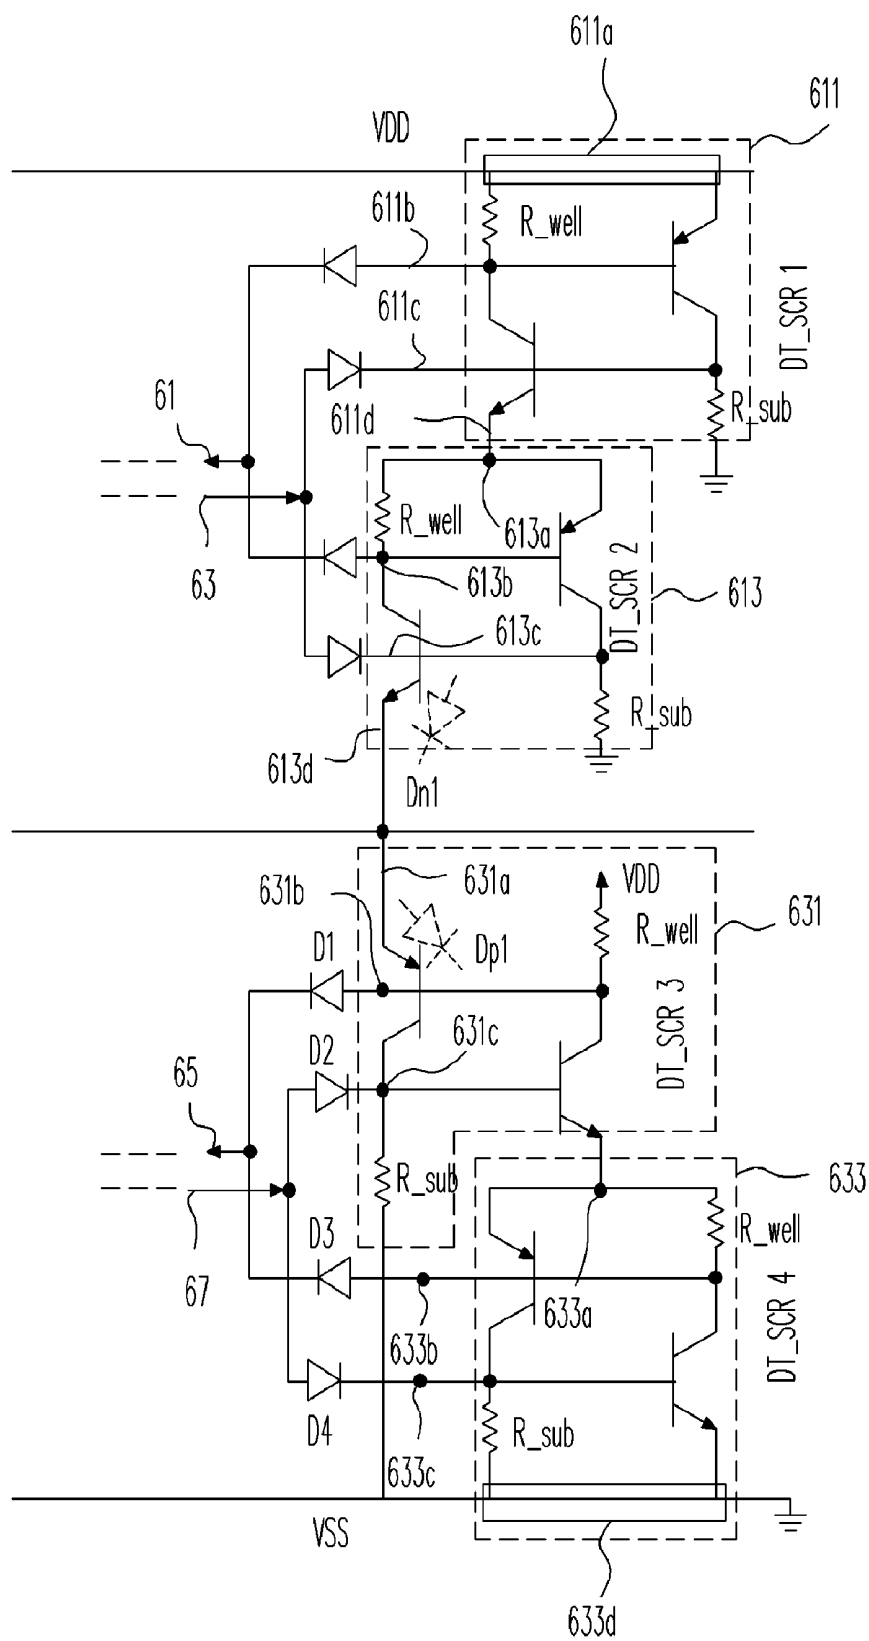 611a
611
VDD
611b
R_well
DT_SCR 1
611c
61
R_sub
611d
R_well
613a
63
613b
DT_SCR 2
613
613c
R_sub
613d
Dn1
631a
VDD
631b
631
R_well
D1
Dp1
DT_SCR 3
D2
631c
65
R_sub
633
D3
R_well
67
633a
633b
DT_SCR 4
D4
R_sub
633c
VSS
633d